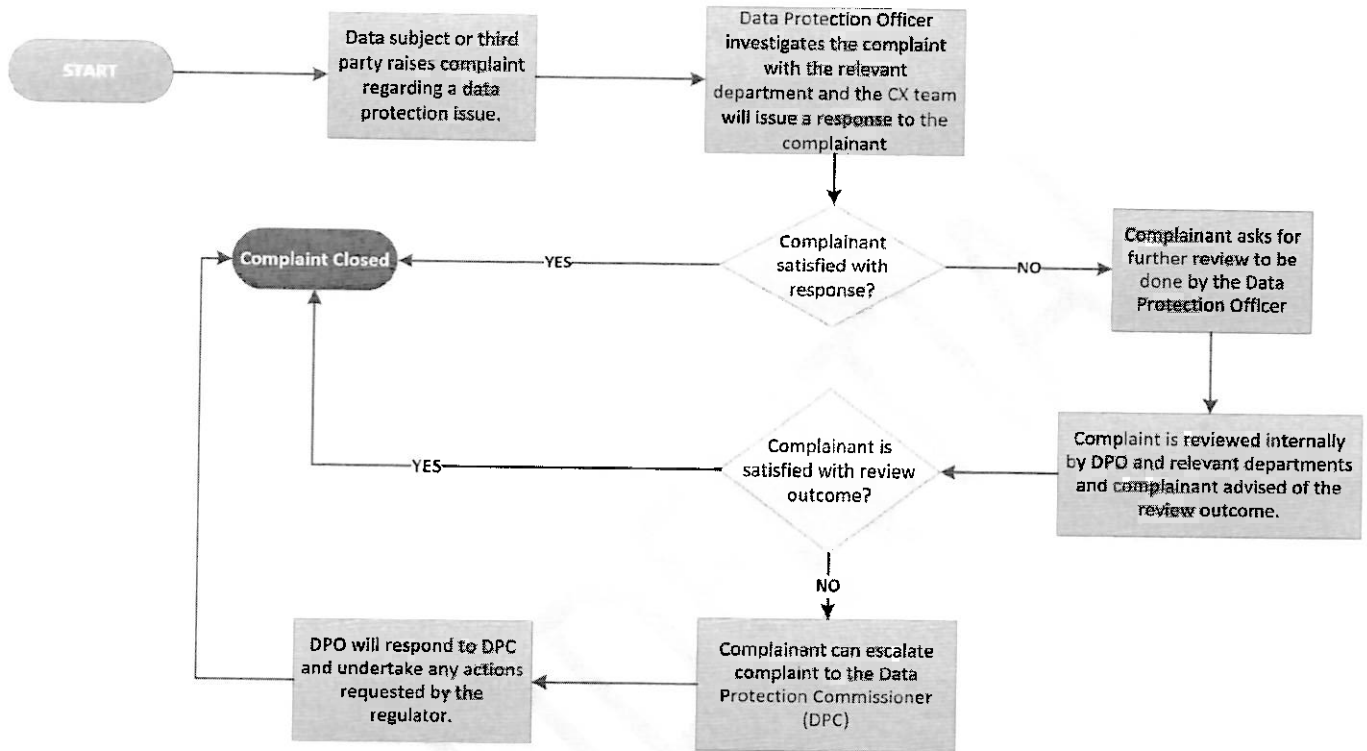 START
Data subject or third
party raises complaint
regarding a data
protection issue.
Data Protection Officer
investigates the complaint
with the relevant
department and the CX team
will issue a response to the
complainant
Complainant
satisfied with
response?
YES
NO
Complaint Closed
Complainant asks for
further review to be
done by the Data
Protection Officer
Complaint is reviewed internally
by DPO and relevant departments
and complainant advised of the
review outcome.
Complainant is
satisfied with review
outcome?
YES
NO
Complainant can escalate
complaint to the Data
Protection Commissioner
(DPC)
DPO will respond to DPC
and undertake any actions
requested by the
regulator.